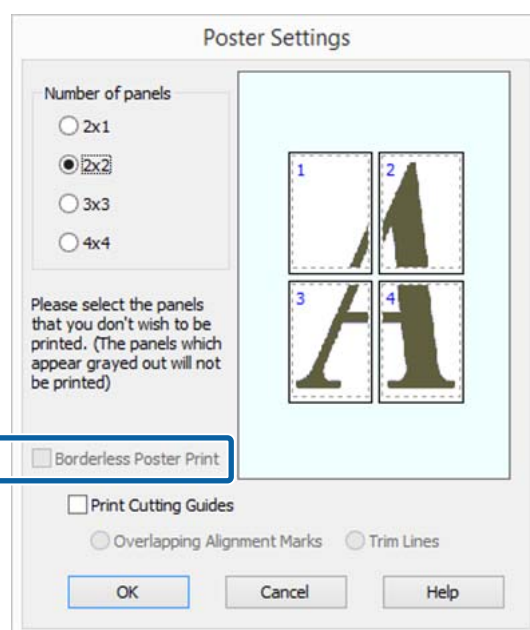 Poster Settings
Number of panels
2x1
2x2
3x3
4x4
1 2
3 4
A
Please select the panels
that you don't wish to be
printed. (The panels which
appear grayed out will not
be printed)
Borderless Poster Print
Print Cutting Guides
Overlapping Alignment Marks Trim Lines
OK Cancel Help